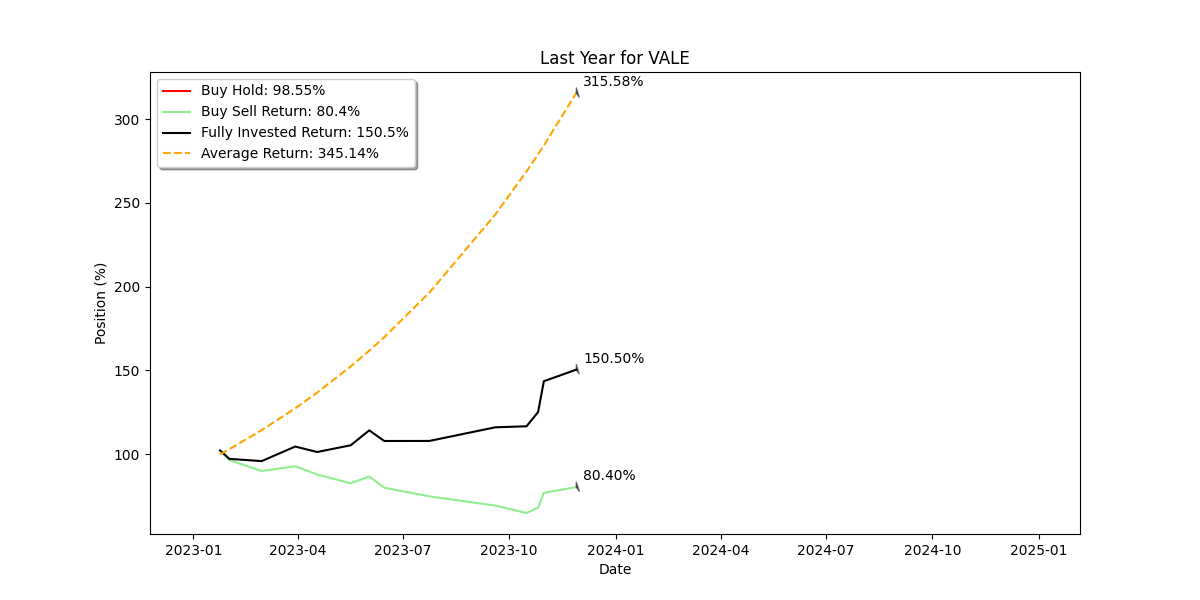 Last Year for VALE
315.58%
Buy Hold: 98.55%
Buy Sell Return: 80.4%
Fully Invested Return: 150.5%
Average Return: 345.14%
300
250
200
150
100
Position (%)
150.50%
80.40%
2023-01 2023-04 2023-07 2023-10 2024-01 2024-04 2024-07 2024-10 2025-01
Date